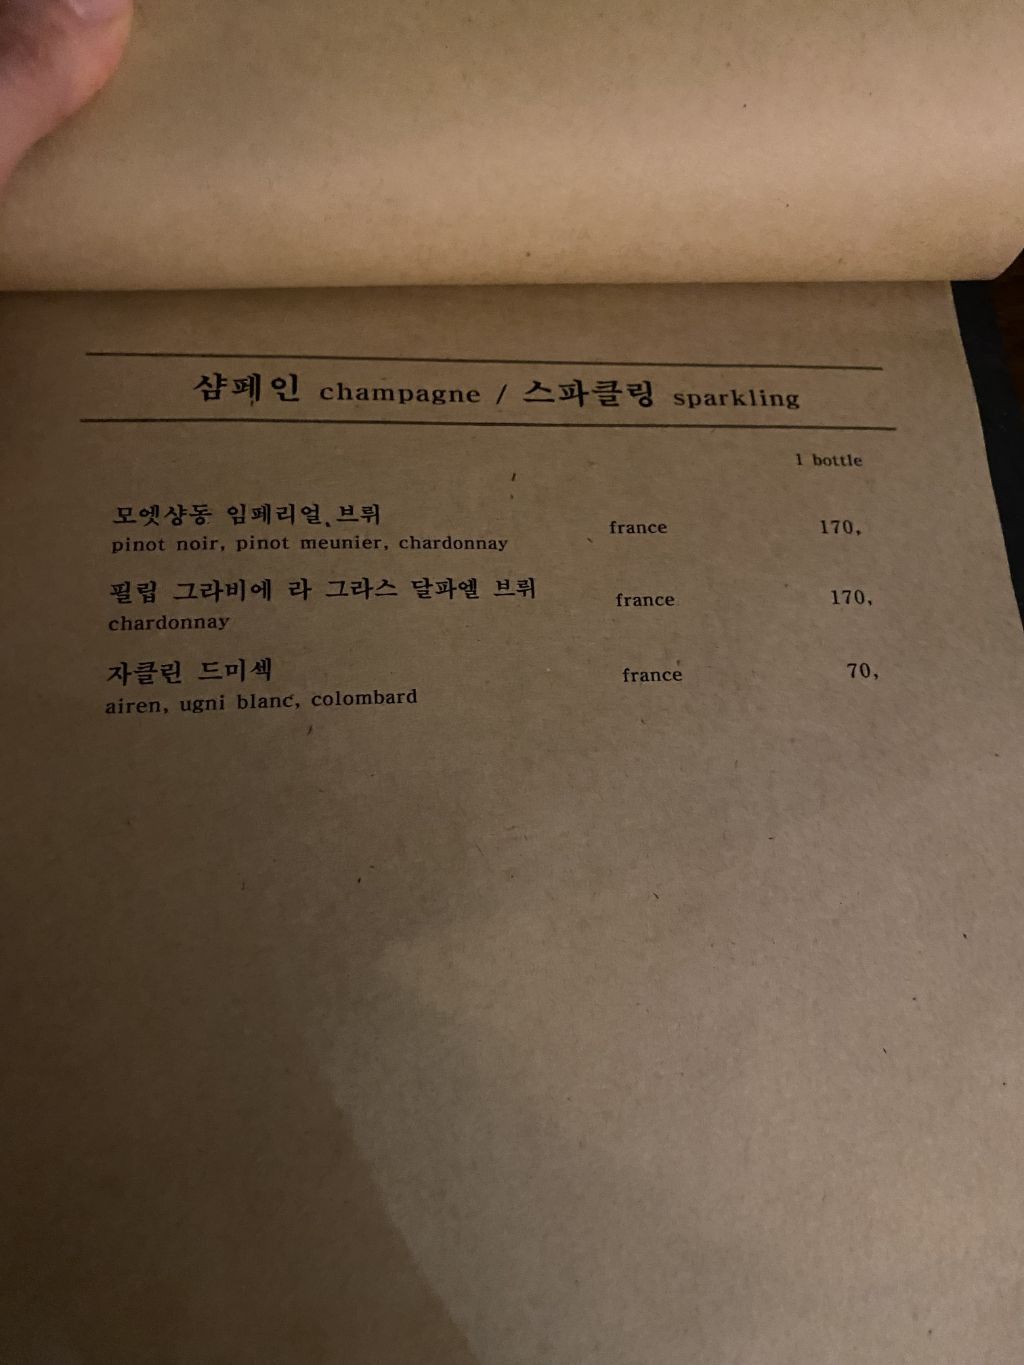 샴페인 champagne / 스파클링 sparkling
1 bottle
모엣샹동 임페리얼 브뤼 france 170,
pinot noir, pinot meunier, chardonnay
필립 그라비에 라 그라스 달파엘 브뤼 france 170,
chardonnay
자클린 드미섹 france 70,
airen, ugni blanc, colombard